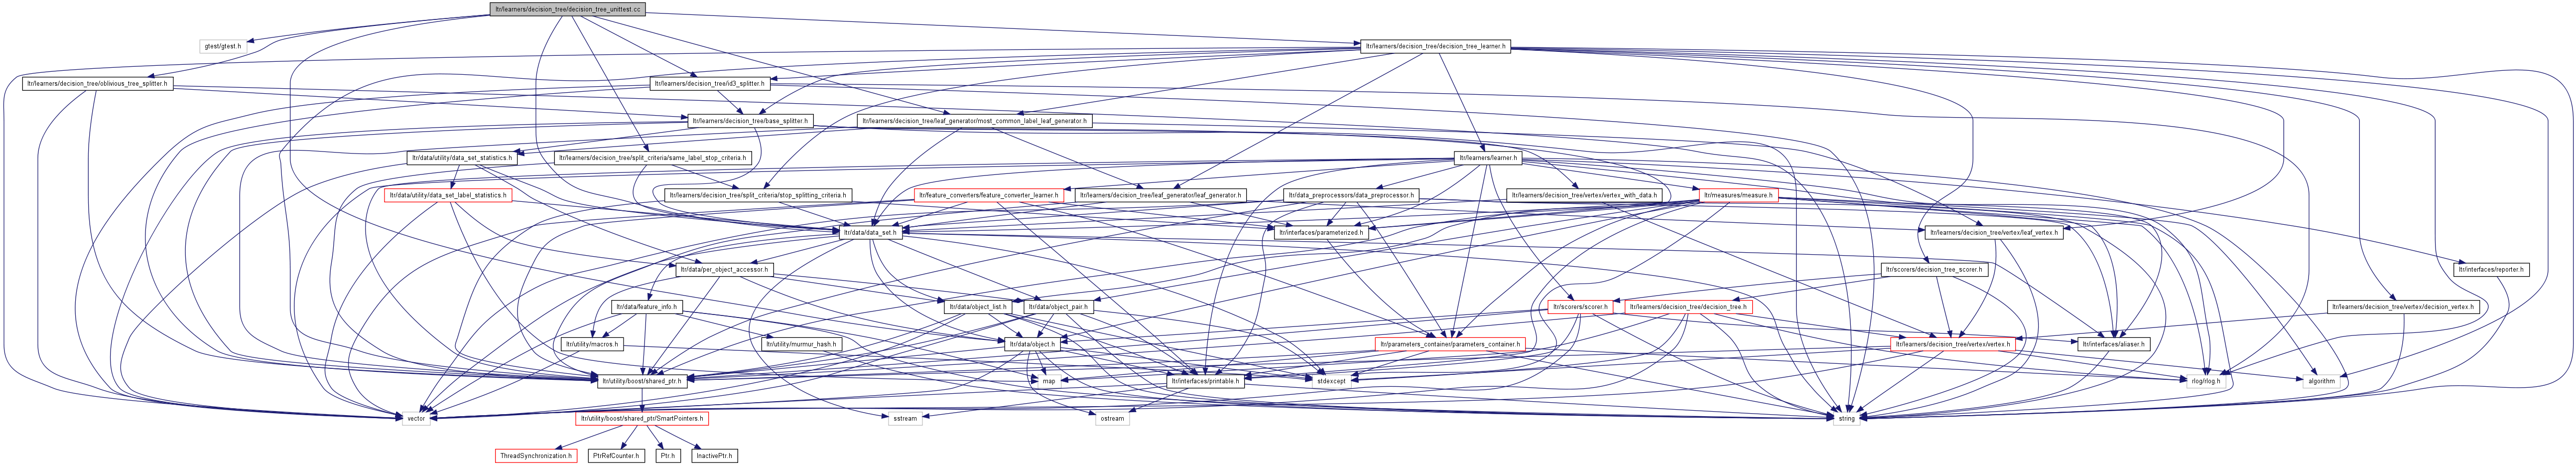 ltr/learners/decision_tree/decision_tree_unittest.cc
gtest/gtest.h
ltr/learners/decision_tree/decision_tree_learner.h
ltr/learners/decision_tree/oblivious_tree_splitter.h
ltr/learners/decision_tree/id3_splitter.h
ltr/learners/decision_tree/base_splitter.h
ltr/learners/decision_tree/leaf_generator/most_common_label_leaf_generator.h
ltr/data/utility/data_set_statistics.h
ltr/learners/decision_tree/split_criteria/same_label_stop_criteria.h
ltr/learners/learner.h
ltr/data/utility/data_set_label_statistics.h
ltr/learners/decision_tree/split_criteria/stop_splitting_criteria.h
ltr/feature_converters/feature_converter_learner.h
ltr/learners/decision_tree/leaf_generator/leaf_generator.h
ltr/data_preprocessors/data_preprocessor.h
ltr/learners/decision_tree/vertex/vertex_with_data.h
ltr/measures/measure.h
ltr/data/data_set.h
ltr/interfaces/parameterized.h
ltr/learners/decision_tree/vertex/leaf_vertex.h
ltr/data/per_object_accessor.h
ltr/scorers/decision_tree_scorer.h
ltr/interfaces/reporter.h
ltr/data/feature_info.h
ltr/data/object_list.h
ltr/data/object_pair.h
ltr/scorers/scorer.h
ltr/learners/decision_tree/decision_tree.h
ltr/learners/decision_tree/vertex/decision_vertex.h
ltr/utility/macros.h
ltr/utility/murmur_hash.h
ltr/data/object.h
ltr/parameters_container/parameters_container.h
ltr/learners/decision_tree/vertex/vertex.h
ltr/interfaces/aliaser.h
ltr/utility/boost/shared_ptr.h
map
ltr/interfaces/printable.h
stdexcept
rlog/rlog.h
algorithm
vector
ltr/utility/boost/shared_ptr/SmartPointers.h
sstream
ostream
string
ThreadSynchronization.h
PtrRefCounter.h
Ptr.h
InactivePtr.h